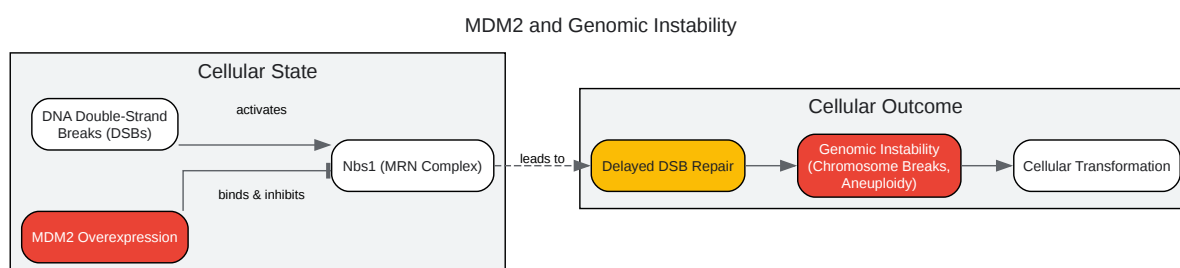 MDM2 and Genomic Instability
Cellular State
DNA Double-Strand
Breaks (DSBs)
activates
Nbs1 (MRN Complex)
binds & inhibits
MDM2 Overexpression
leads to
Cellular Outcome
Delayed DSB Repair
Genomic Instability
(Chromosome Breaks,
Aneuploidy)
Cellular Transformation